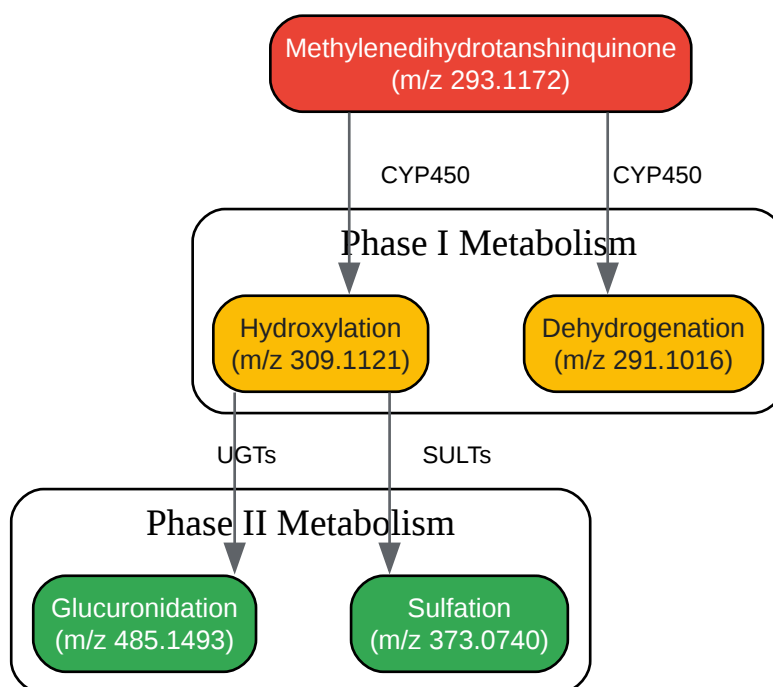 Methylenedihydrotanshinquinone
(m/z 293.1172)
CYP450
CYP450
Phase I Metabolism
Hydroxylation
(m/z 309.1121)
Dehydrogenation
(m/z 291.1016)
UGTs
SULTs
Phase II Metabolism
Glucuronidation
(m/z 485.1493)
Sulfation
(m/z 373.0740)